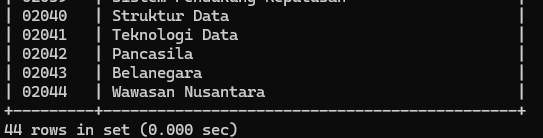 | 02039 | Sistem Pendukung Keputusan |
| 02040 | Struktur Data |
| 02041 | Teknologi Data |
| 02042 | Pancasila |
| 02043 | Belanegara |
| 02044 | Wawasan Nusantara |
+---------+----------------------------------------------+
44 rows in set (0.000 sec)